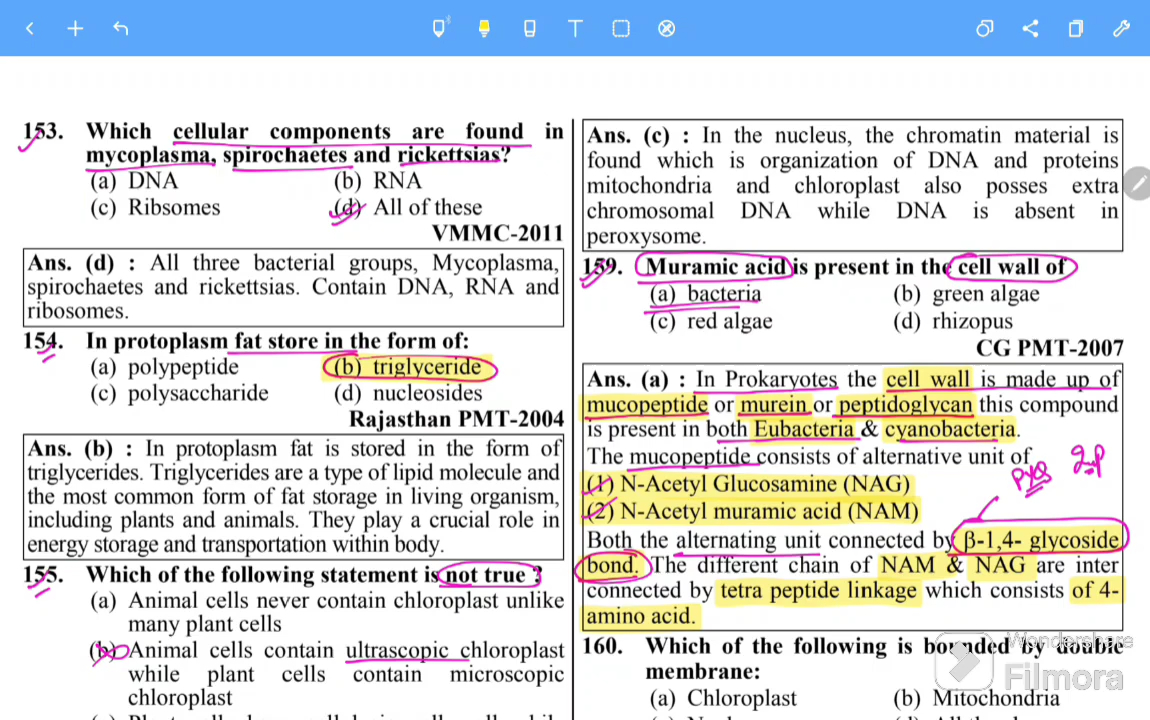 153. Which cellular components are found in
mycoplasma, spirochaetes and rickettsias?
(a) DNA (b) RNA
(c) Ribsomes (d) All of these
VMMC-2011
Ans. (d) : All three bacterial groups, Mycoplasma,
spirochaetes and rickettsias. Contain DNA, RNA and
ribosomes.
154. In protoplasm fat store in the form of:
(a) polypeptide (b) triglyceride
(c) polysaccharide (d) nucleosides
Rajasthan PMT-2004
Ans. (b) : In protoplasm fat is stored in the form of
triglycerides. Triglycerides are a type of lipid molecule and
the most common form of fat storage in living organism,
including plants and animals. They play a crucial role in
energy storage and transportation within body.
155. Which of the following statement is not true ?
(a) Animal cells never contain chloroplast unlike
many plant cells
(b) Animal cells contain ultrascopic chloroplast
while plant cells contain microscopic
chloroplast
Ans. (c) : In the nucleus, the chromatin material is
found which is organization of DNA and proteins
mitochondria and chloroplast also posses extra
chromosomal DNA while DNA is absent in
peroxysome.
159. Muramic acid is present in the cell wall of
(a) bacteria (b) green algae
(c) red algae (d) rhizopus
CG PMT-2007
Ans. (a) : In Prokaryotes the cell wall is made up of
mucopeptide or murein or peptidoglycan this compound
is present in both Eubacteria & cyanobacteria.
The mucopeptide consists of alternative unit of
(1) N-Acetyl Glucosamine (NAG)
(2) N-Acetyl muramic acid (NAM)
Both the alternating unit connected by β-1,4- glycoside
bond. The different chain of NAM & NAG are inter
connected by tetra peptide linkage which consists of 4-
amino acid.
160. Which of the following is bounded by double
membrane:
(a) Chloroplast (b) Mitochondria
Wondershare
Filmora